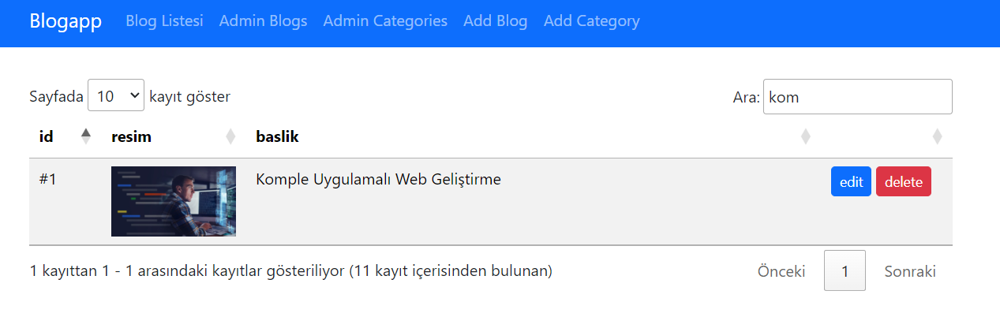 Blogapp Blog Listesi Admin Blogs Admin Categories Add Blog Add Category
Sayfada 10 kayıt göster Ara: kom
id resim baslik
#1 Komple Uygulamalı Web Geliştirme edit delete
1 kayıttan 1 - 1 arasındaki kayıtlar gösteriliyor (11 kayıt içerisinden bulunan) Önceki 1 Sonraki